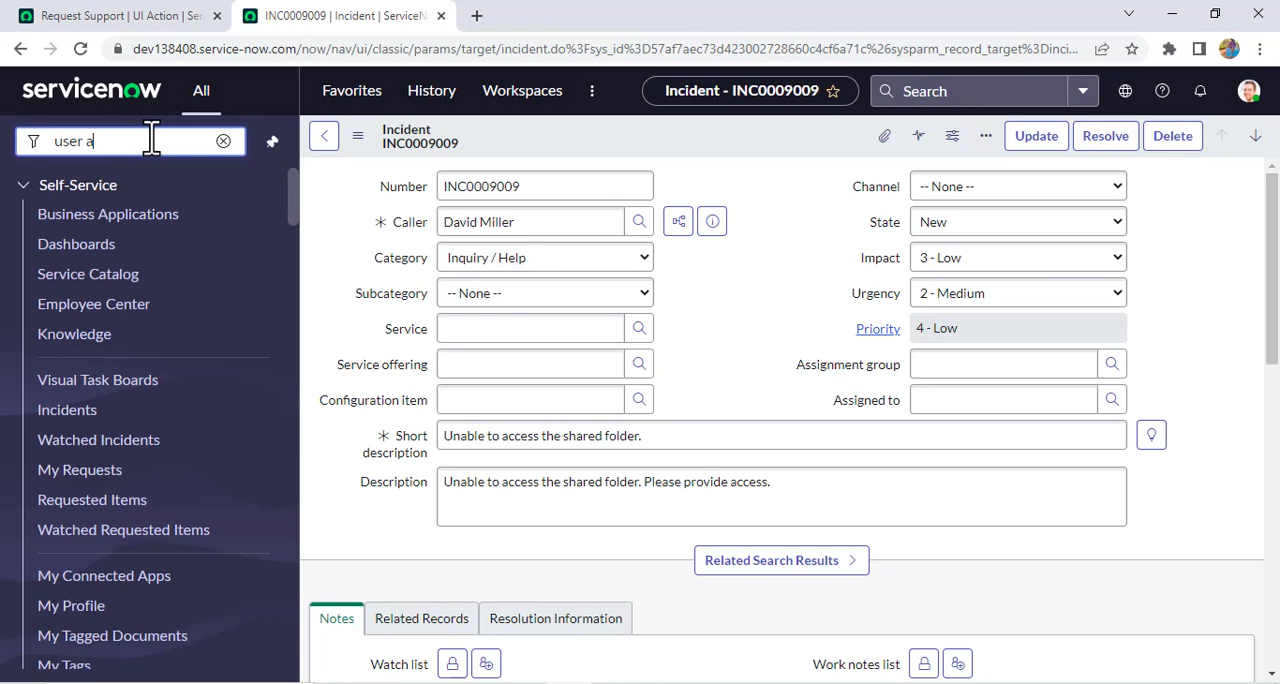 Request Support | UI Action | Ser
INC0009009 | Incident | ServiceN
dev138408.service-now.com/now/nav/ui/classic/params/target/incident.do%3Fsys_id%3D57af7aec73d423002728660c4cf6a71c%26sysparm_record_target%3Dinci...
servicenow
All
Favorites
History
Workspaces
Incident - INC0009009
Search
user a
Incident
INC0009009
Update
Resolve
Delete
Self-Service
Business Applications
Dashboards
Service Catalog
Employee Center
Knowledge
Visual Task Boards
Incidents
Watched Incidents
My Requests
Requested Items
Watched Requested Items
My Connected Apps
My Profile
My Tagged Documents
My Tags
Number INC0009009
Caller David Miller
Category Inquiry / Help
Subcategory -- None --
Service
Service offering
Configuration item
Channel -- None --
State New
Impact 3 - Low
Urgency 2 - Medium
Priority 4 - Low
Assignment group
Assigned to
Short description Unable to access the shared folder.
Description Unable to access the shared folder. Please provide access.
Related Search Results
Notes
Related Records
Resolution Information
Watch list
Work notes list